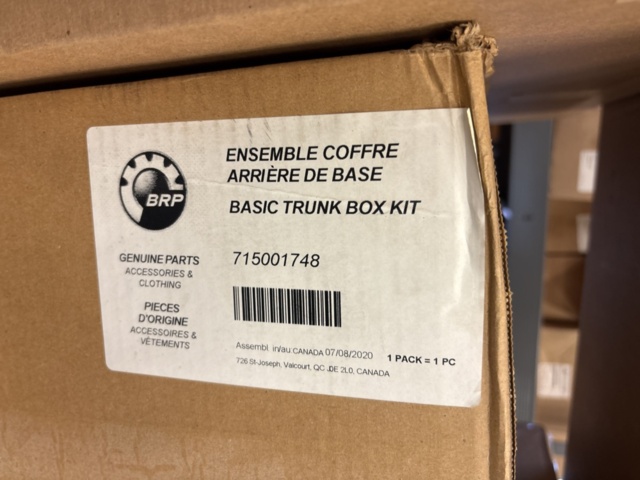 BRP
ENSEMBLE COFFRE
ARRIÈRE DE BASE
BASIC TRUNK BOX KIT
GENUINE PARTS
ACCESSORIES &
CLOTHING
PIECES
D'ORIGINE
ACCESSOIRES &
VÊTEMENTS
715001748
Assembl. in/au CANADA 07/08/2020
1 PACK = 1 PC
726 St-Joseph, Valcourt, QC JOE 2L0, CANADA